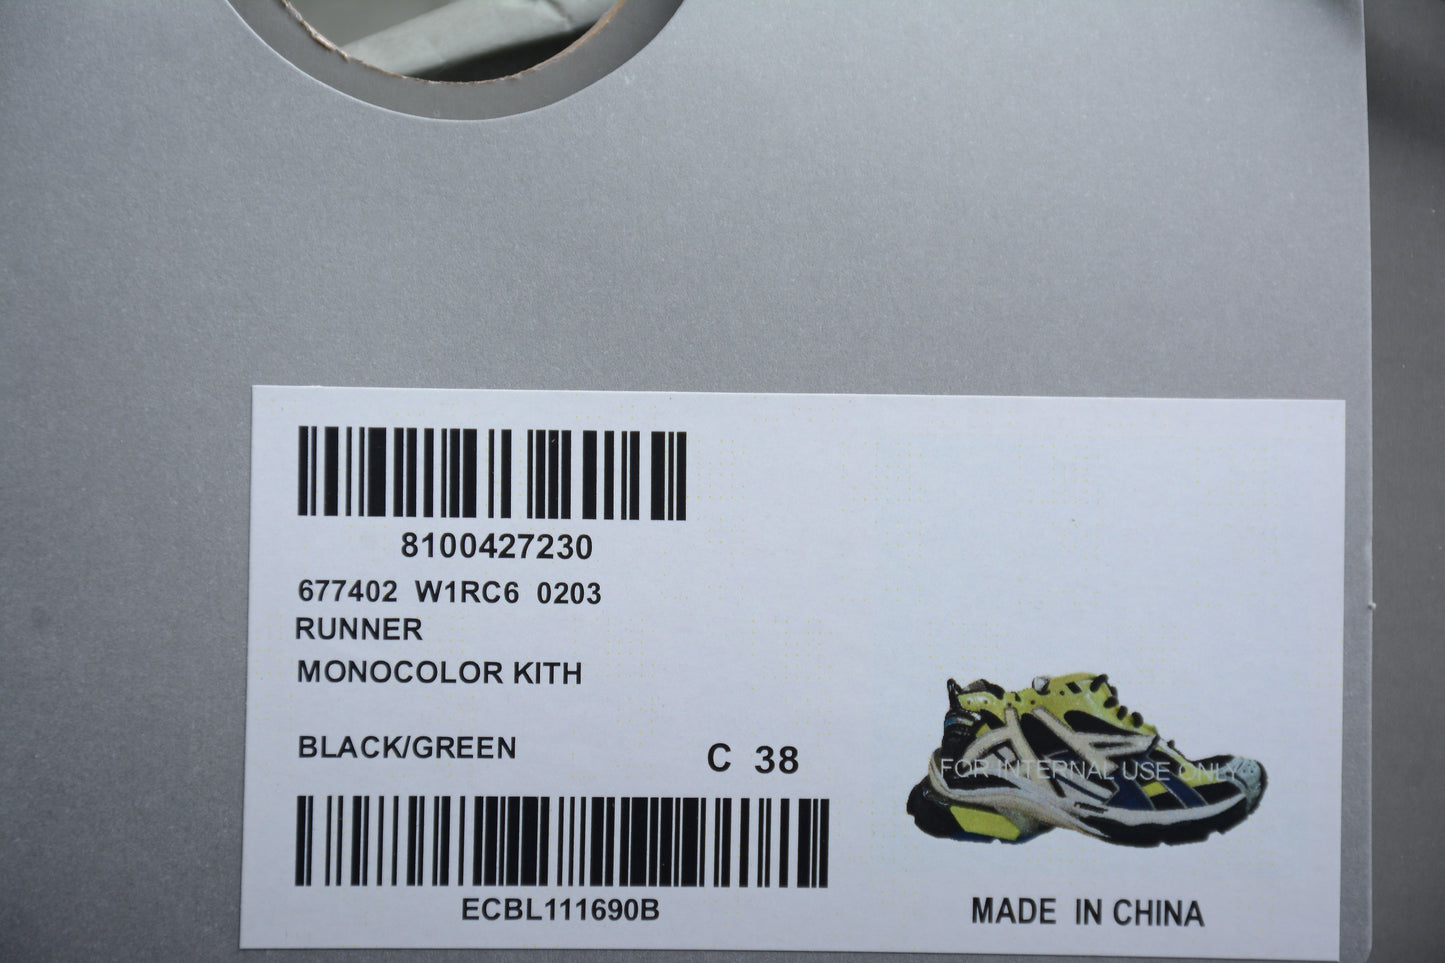 8100427230
677402 W1RC6 0203
RUNNER
MONOCOLOR KITH
BLACK/GREEN
C 38
FOR INTERNAL USE ONLY
ECBL111690B
MADE IN CHINA